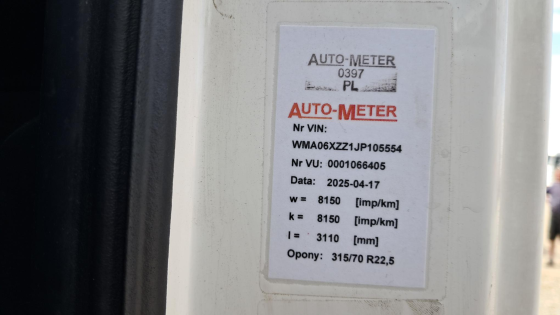 AUTO-METER
0397
PL
AUTO-METER
Nr VIN:
WMA06XZZ1JP105554
Nr VU: 0001066405
Data: 2025-04-17
w = 8150 [imp/km]
k = 8150 [imp/km]
l = 3110 [mm]
Opony: 315/70 R22,5